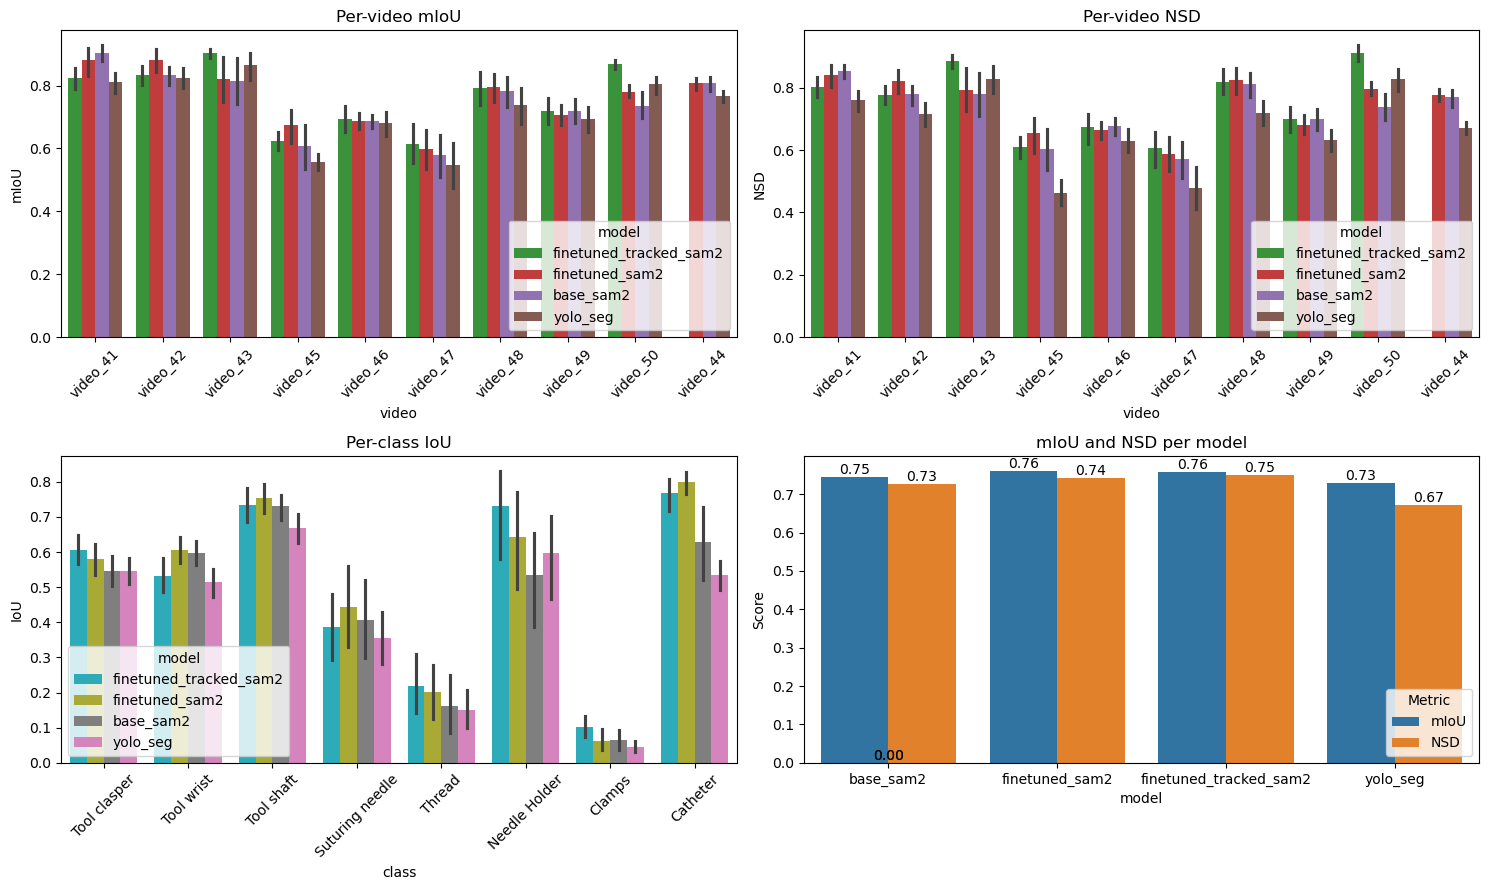 Per-video mIoU
mIoU
0.8
0.6
0.4
0.2
0.0
model
finetuned_tracked_sam2
finetuned_sam2
base_sam2
yolo_seg
video_41
video_42
video_43
video_45
video_46
video_47
video_48
video_49
video_50
video_44
video
Per-video NSD
NSD
0.8
0.6
0.4
0.2
0.0
model
finetuned_tracked_sam2
finetuned_sam2
base_sam2
yolo_seg
video_41
video_42
video_43
video_45
video_46
video_47
video_48
video_49
video_50
video_44
video
Per-class IoU
IoU
0.8
0.7
0.6
0.5
0.4
0.3
0.2
0.1
0.0
model
finetuned_tracked_sam2
finetuned_sam2
base_sam2
yolo_seg
Tool clasper
Tool wrist
Tool shaft
Suturing needle
Thread
Needle Holder
Clamps
Catheter
class
mIoU and NSD per model
Score
0.7
0.6
0.5
0.4
0.3
0.2
0.1
0.0
0.75
0.73
0.76
0.74
0.76
0.75
0.73
0.67
0.00
Metric
mIoU
NSD
base_sam2
finetuned_sam2
finetuned_tracked_sam2
yolo_seg
model